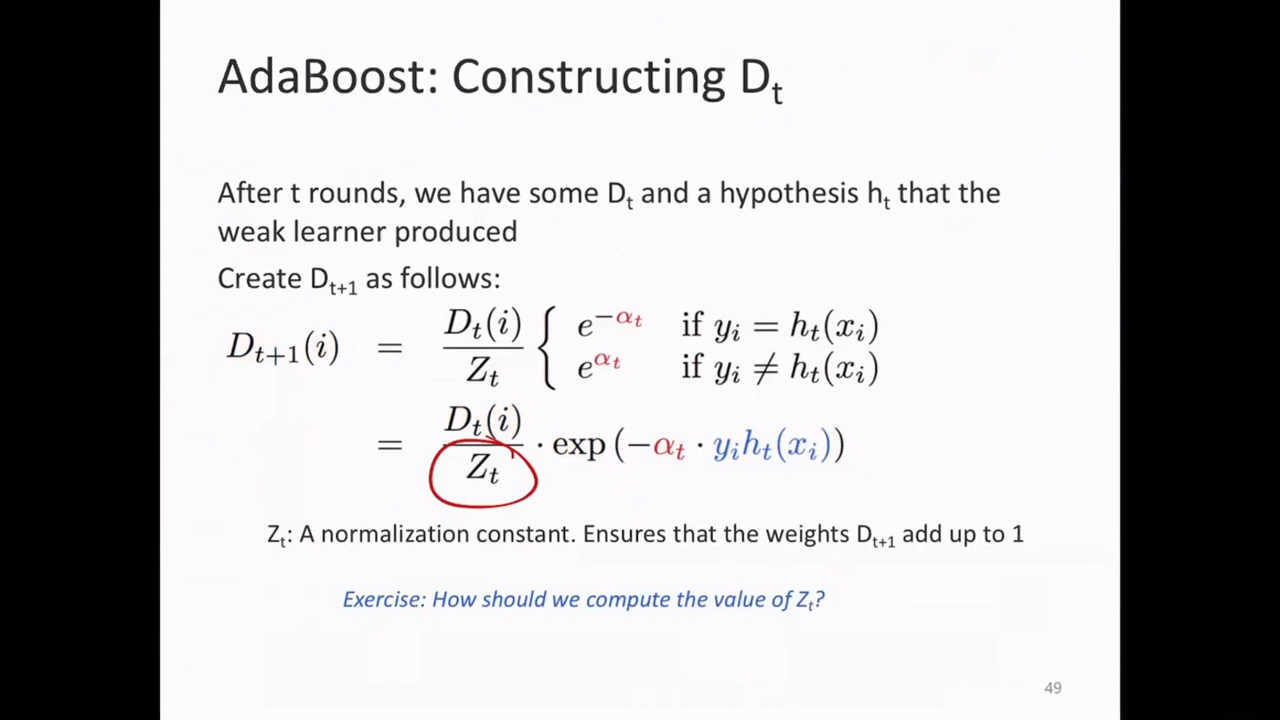 AdaBoost: Constructing Dₜ
After t rounds, we have some Dₜ and a hypothesis hₜ that the
weak learner produced
Create Dₜ₊₁ as follows:
Dₜ₊₁(i) = Dₜ(i)/Zₜ { e^(−αₜ) if yᵢ = hₜ(xᵢ)
e^(αₜ) if yᵢ ≠ hₜ(xᵢ)
= Dₜ(i)/Zₜ · exp (−αₜ · yᵢhₜ(xᵢ))
Zₜ: A normalization constant. Ensures that the weights Dₜ₊₁ add up to 1
Exercise: How should we compute the value of Zₜ?
49